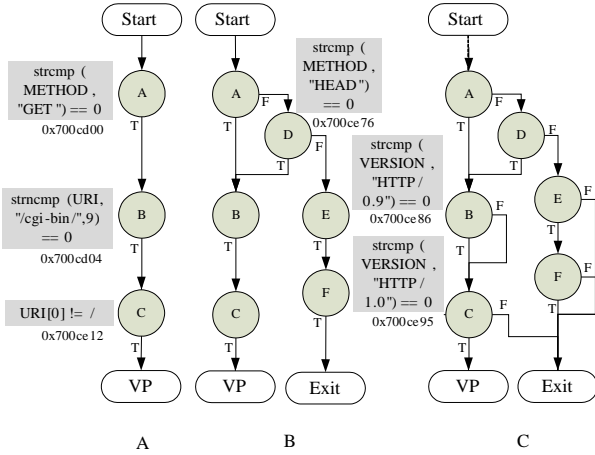 Start
Start
Start
strcmp (
METHOD ,
"GET ") == 0
0x700cd00
A
T
strncmp (URI,
"/cgi-bin/",9)
== 0
0x700cd04
B
T
URI[0] != /
0x700ce12
C
T
VP
A
A
F
T
strcmp (
METHOD ,
"HEAD")
== 0
0x700ce76
D
F
T
B
T
E
T
C
T
F
T
VP
Exit
B
strcmp (
VERSION ,
"HTTP /
0.9") == 0
0x700ce86
strcmp (
VERSION ,
"HTTP /
1.0") == 0
0x700ce95
A
F
T
D
F
T
B
F
T
E
F
T
C
F
T
F
F
T
VP
Exit
C